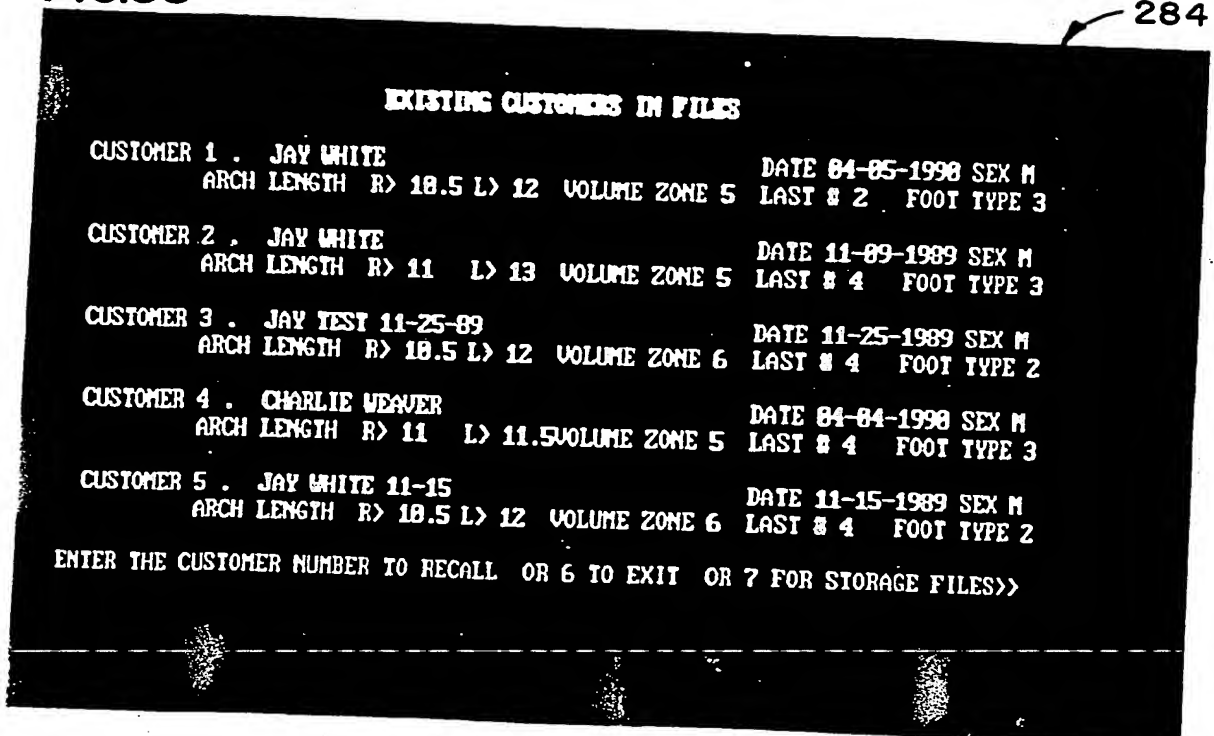 284
EXISTING CUSTOMERS IN FILES
CUSTOMER 1 . JAY WHITE DATE 04-05-1990 SEX M
ARCH LENGTH R> 10.5 L> 12 VOLUME ZONE 5 LAST # 2 FOOT TYPE 3
CUSTOMER 2 . JAY WHITE DATE 11-09-1989 SEX M
ARCH LENGTH R> 11 L> 13 VOLUME ZONE 5 LAST # 4 FOOT TYPE 3
CUSTOMER 3 . JAY TEST 11-25-89 DATE 11-25-1989 SEX M
ARCH LENGTH R> 10.5 L> 12 VOLUME ZONE 6 LAST # 4 FOOT TYPE 2
CUSTOMER 4 . CHARLIE WEAVER DATE 04-04-1990 SEX M
ARCH LENGTH R> 11 L> 11.5VOLUME ZONE 5 LAST # 4 FOOT TYPE 3
CUSTOMER 5 . JAY WHITE 11-15 DATE 11-15-1989 SEX M
ARCH LENGTH R> 10.5 L> 12 VOLUME ZONE 6 LAST # 4 FOOT TYPE 2
ENTER THE CUSTOMER NUMBER TO RECALL OR 6 TO EXIT OR 7 FOR STORAGE FILES>>